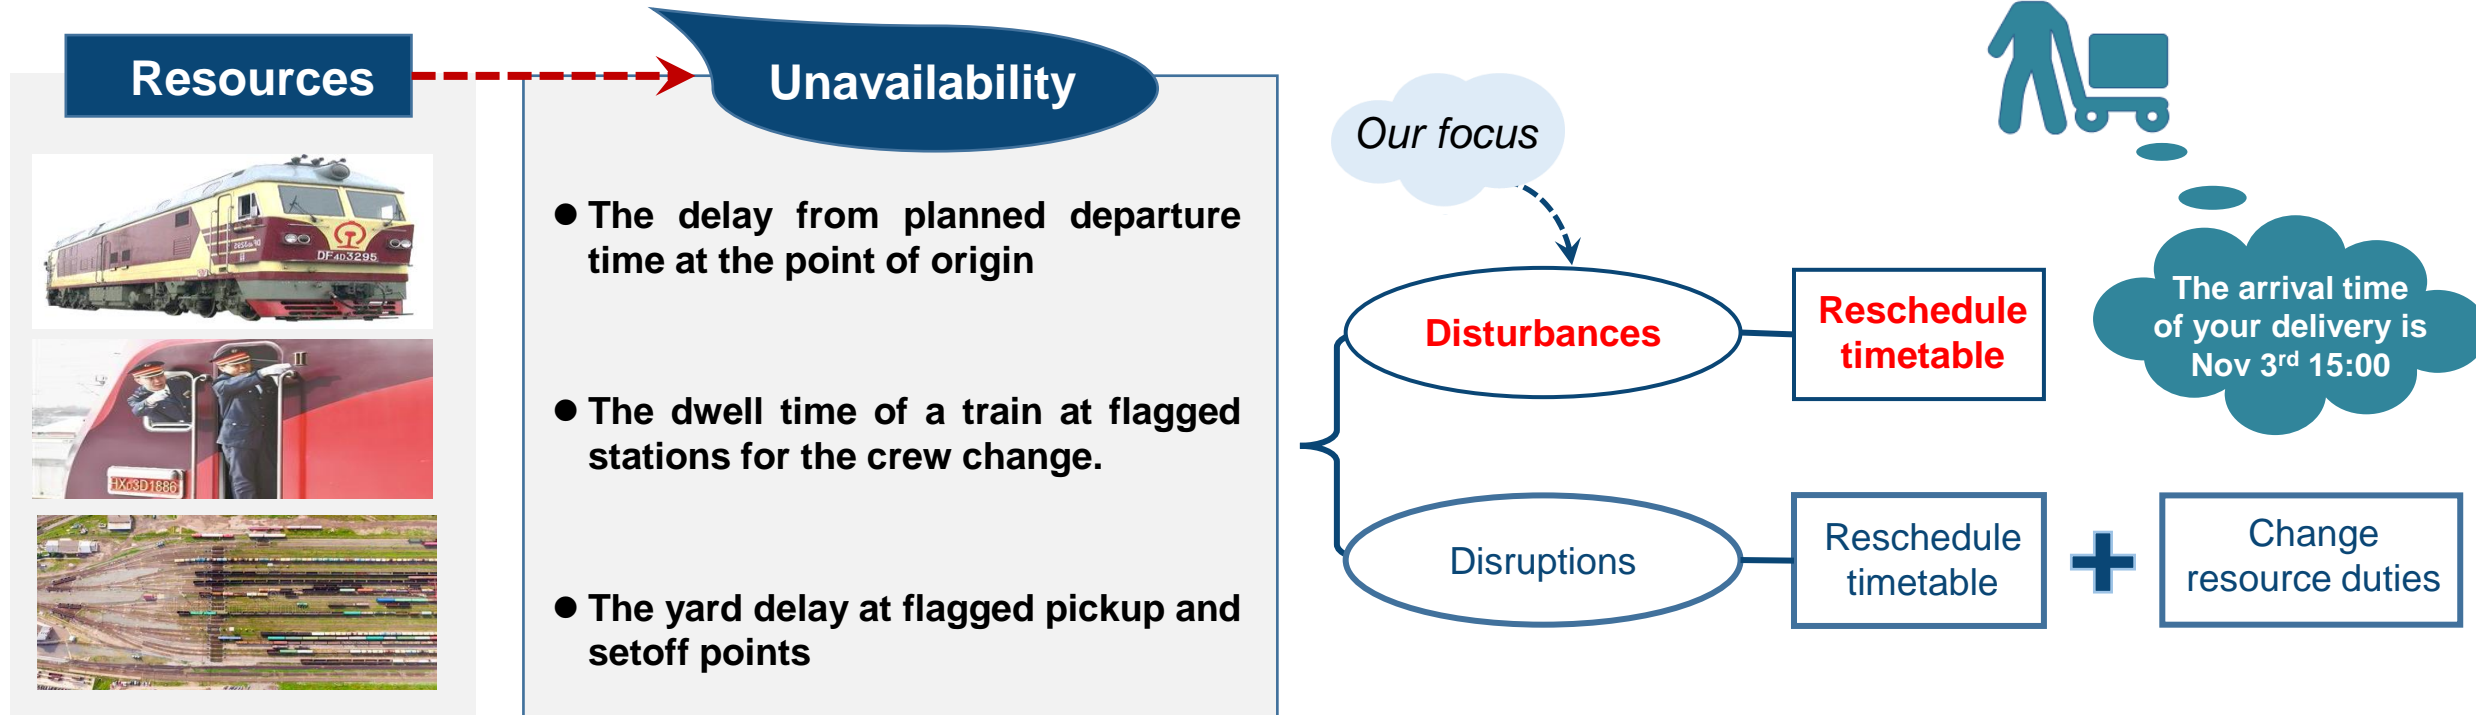 Resources
DF4D3295
HXD3D1886
Unavailability
● The delay from planned departure
time at the point of origin
● The dwell time of a train at flagged
stations for the crew change.
● The yard delay at flagged pickup and
setoff points
Our focus
Disturbances
Reschedule
timetable
The arrival time
of your delivery is
Nov 3rd 15:00
Disruptions
Reschedule
timetable
Change
resource duties